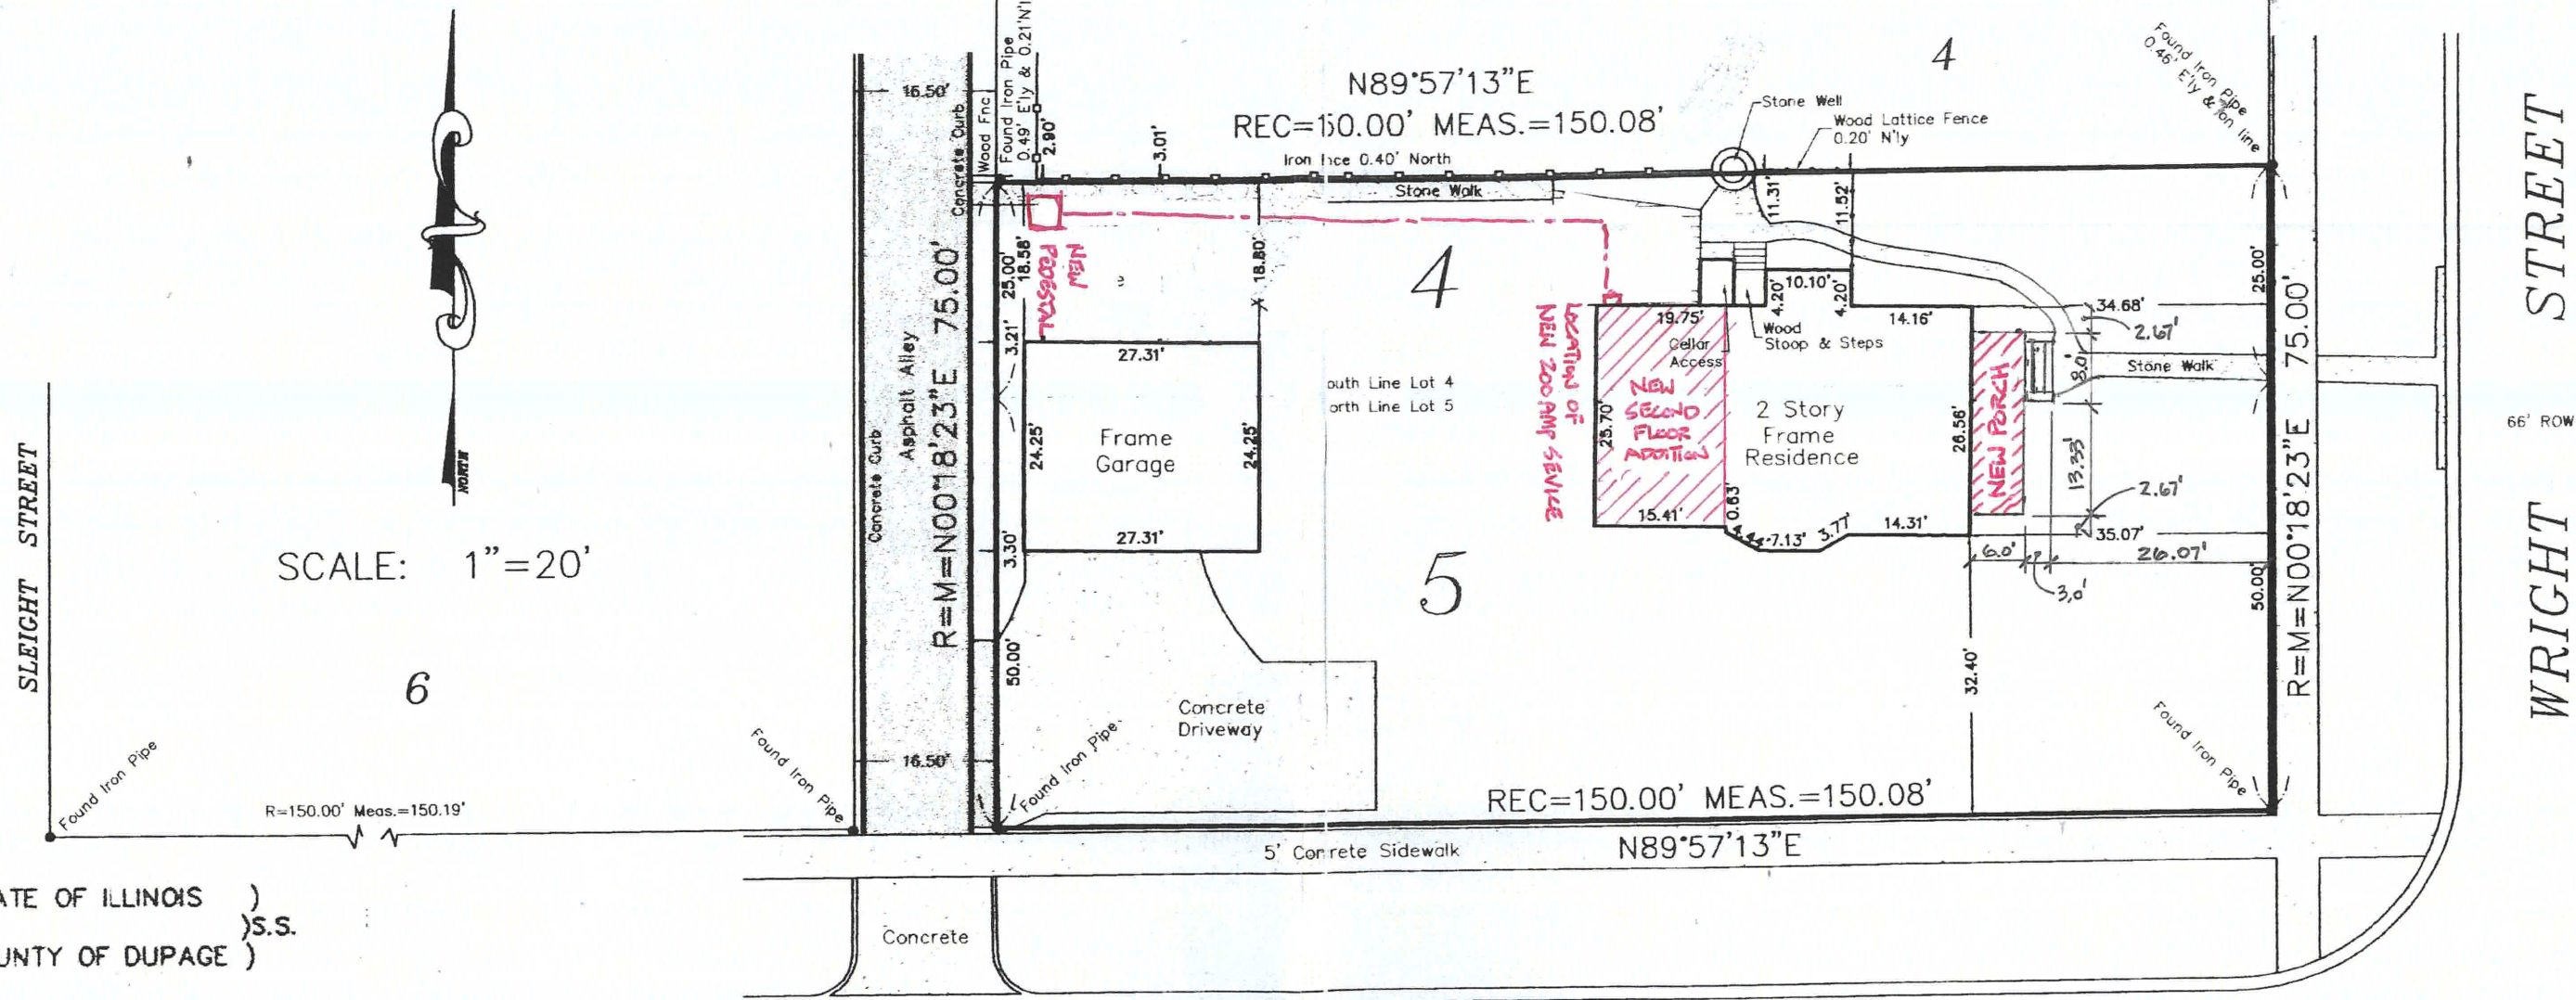 4
Found Iron Pipe
0.46' E'ly & on line
STREET
WRIGHT
66' ROW
N89°57'13"E
REC=150.00' MEAS.=150.08'
Stone Well
Wood Lattice Fence
0.20' N'ly
Iron nce 0.40' North
Stone Walk
16.50'
Concrete Curb
Wood Fnc
Found Iron Pipe
0.49' E'ly & 0.21'N'l
2.90'
3.01'
11.31'
11.52'
NEW
PEDESTAL
25.00'
18.58'
18.80'
4
R=M=N00°18'23"E 75.00'
Asphalt Alley
Concrete Curb
3.21'
27.31'
24.25'
Frame
Garage
24.25'
27.31'
3.30'
50.00'
outh Line Lot 4
orth Line Lot 5
5
LOCATION OF
NEW 200 AMP SERVICE
19.75'
Cellar
Access
Wood
Stoop & Steps
4.20'
10.10'
4.20'
14.16'
25.70'
NEW
SECOND
FLOOR
ADDITION
2 Story
Frame
Residence
26.56'
NEW PORCH
15.41'
0.63'
7.13'
3.77'
14.31'
34.68'
2.67'
8.0'
Stone Walk
13.33'
2.67'
35.07'
6.0'
26.07'
3.0'
25.00'
50.00'
R=M=N00°18'23"E 75.00'
32.40'
SLEIGHT STREET
NORTH
SCALE: 1"=20'
6
Found Iron Pipe
R=150.00' Meas.=150.19'
Found Iron Pipe
16.50'
Found Iron Pipe
Concrete
Driveway
Found Iron Pipe
REC=150.00' MEAS.=150.08'
5' Concrete Sidewalk
N89°57'13"E
Concrete
ATE OF ILLINOIS )
)S.S.
UNTY OF DUPAGE )